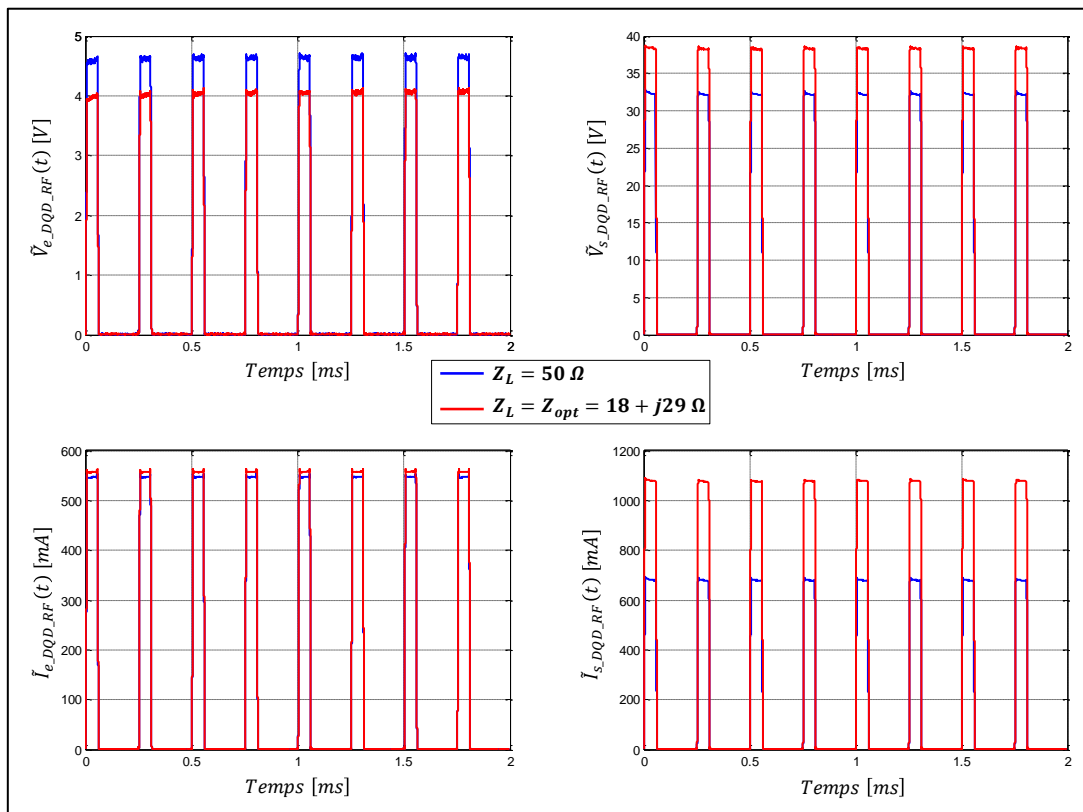 5
4
3
2
1
0
0 0.5 1 1.5 2
Ṽe_DQD_RF(t) [V]
Temps [ms]
40
35
30
25
20
15
10
5
0
0 0.5 1 1.5 2
Ṽs_DQD_RF(t) [V]
Temps [ms]
Z_L = 50 Ω
Z_L = Z_opt = 18 + j29 Ω
600
500
400
300
200
100
0
0 0.5 1 1.5 2
Ĩe_DQD_RF(t) [mA]
Temps [ms]
1200
1000
800
600
400
200
0
0 0.5 1 1.5 2
Ĩs_DQD_RF(t) [mA]
Temps [ms]